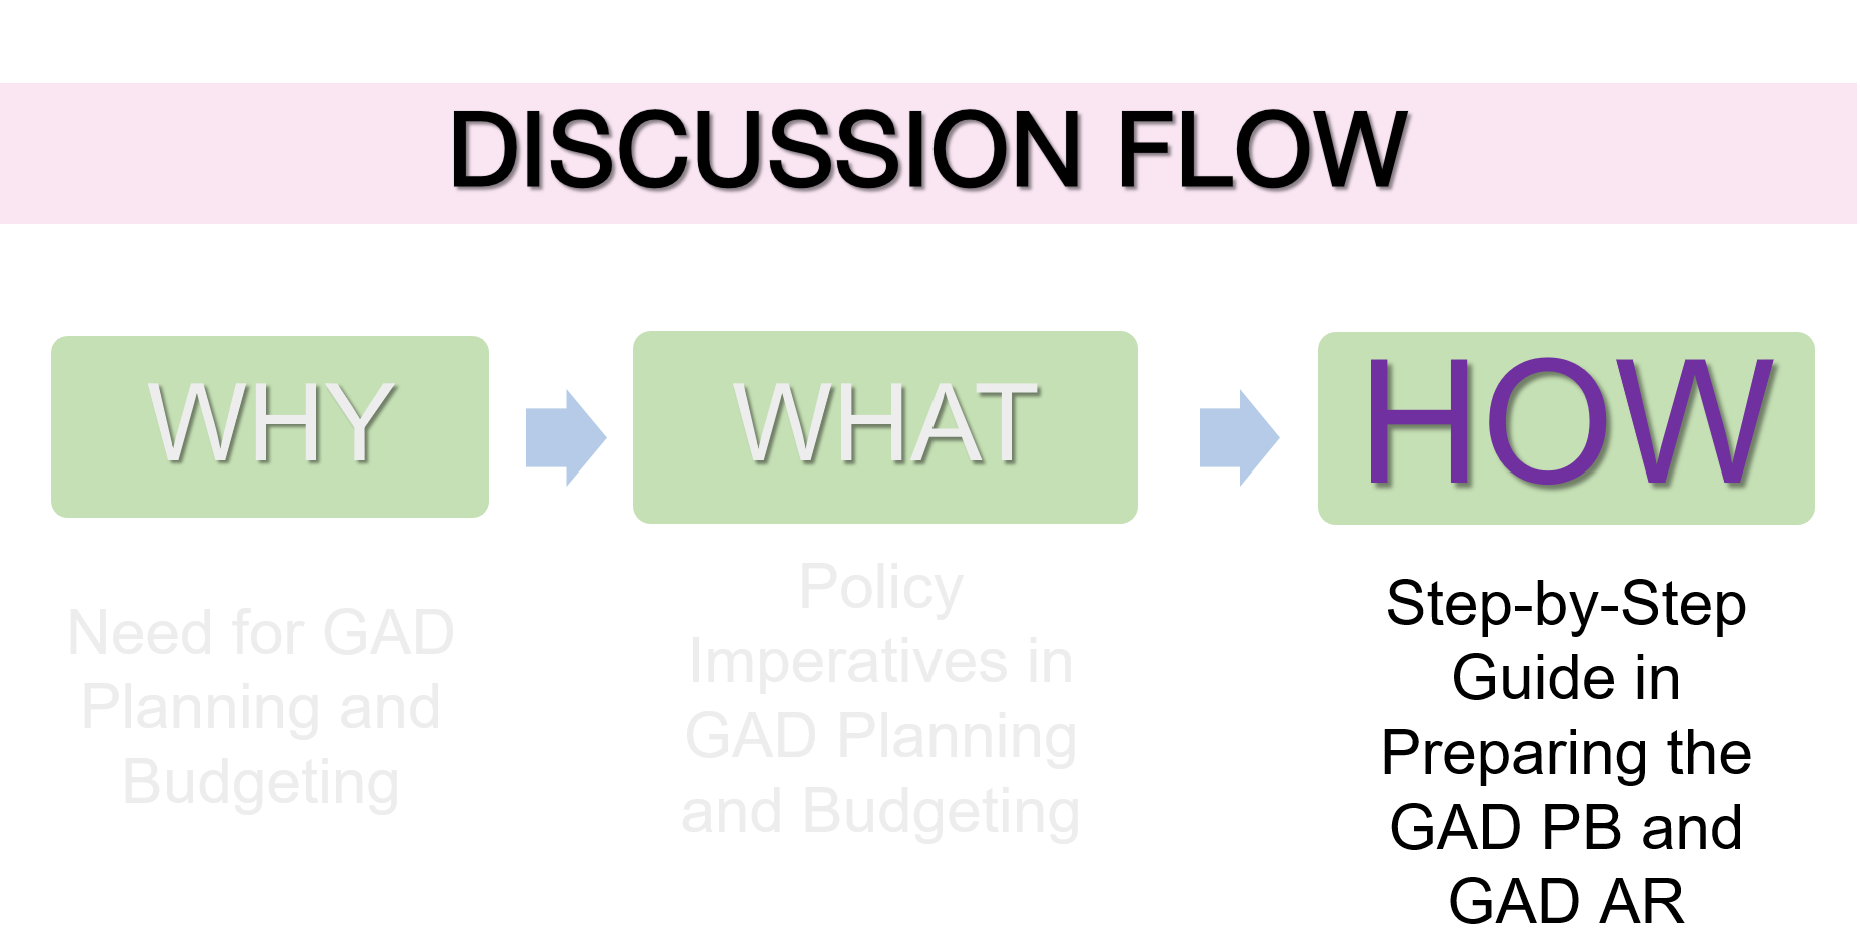 DISCUSSION FLOW
WHY
WHAT
HOW
Need for GAD
Planning and
Budgeting
Policy
Imperatives in
GAD Planning
and Budgeting
Step-by-Step
Guide in
Preparing the
GAD PB and
GAD AR